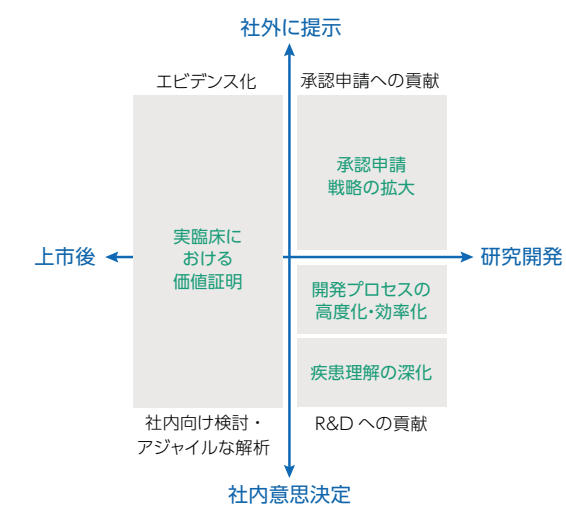 社外に提示
エビデンス化
承認申請への貢献
承認申請
戦略の拡大
実臨床に
おける
価値証明
上市後
研究開発
開発プロセスの
高度化・効率化
疾患理解の深化
社内向け検討・
アジャイルな解析
R&D への貢献
社内意思決定